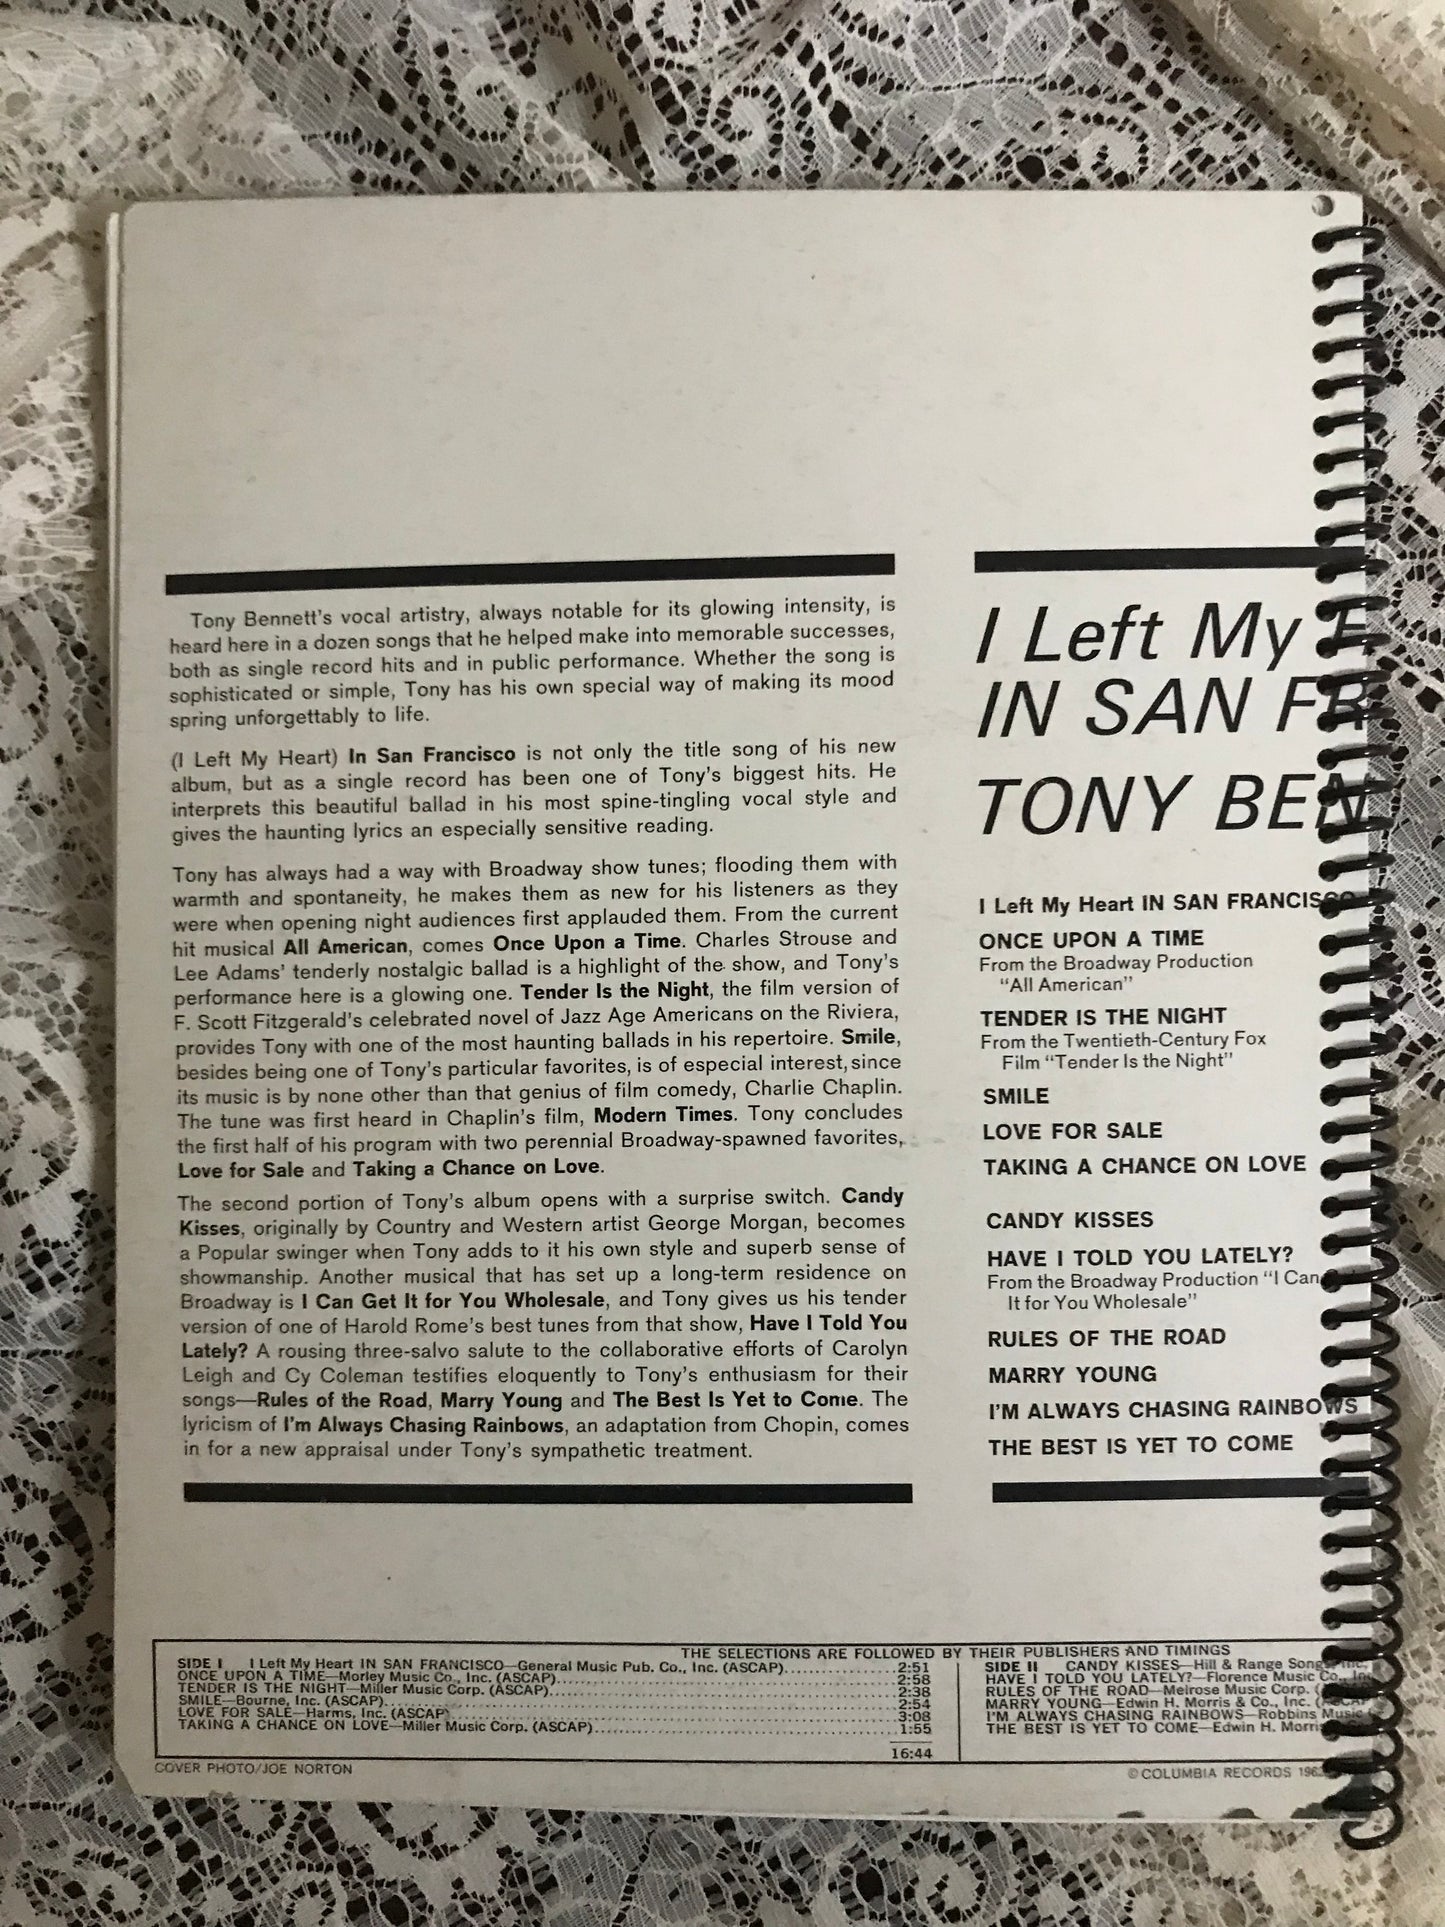 Tony Bennett's vocal artistry, always notable for its glowing intensity, is
heard here in a dozen songs that he helped make into memorable successes,
both as single record hits and in public performance. Whether the song is
sophisticated or simple, Tony has his own special way of making its mood
spring unforgettably to life.
(I Left My Heart) In San Francisco is not only the title song of his new
album, but as a single record has been one of Tony's biggest hits. He
interprets this beautiful ballad in his most spine-tingling vocal style and
gives the haunting lyrics an especially sensitive reading.
Tony has always had a way with Broadway show tunes; flooding them with
warmth and spontaneity, he makes them as new for his listeners as they
were when opening night audiences first applauded them. From the current
hit musical All American, comes Once Upon a Time. Charles Strouse and
Lee Adams' tenderly nostalgic ballad is a highlight of the show, and Tony's
performance here is a glowing one. Tender Is the Night, the film version of
F. Scott Fitzgerald's celebrated novel of Jazz Age Americans on the Riviera,
provides Tony with one of the most haunting ballads in his repertoire. Smile,
besides being one of Tony's particular favorites, is of especial interest, since
its music is by none other than that genius of film comedy, Charlie Chaplin.
The tune was first heard in Chaplin's film, Modern Times. Tony concludes
the first half of his program with two perennial Broadway-spawned favorites,
Love for Sale and Taking a Chance on Love.
The second portion of Tony's album opens with a surprise switch. Candy
Kisses, originally by Country and Western artist George Morgan, becomes
a Popular swinger when Tony adds to it his own style and superb sense of
showmanship. Another musical that has set up a long-term residence on
Broadway is I Can Get It for You Wholesale, and Tony gives us his tender
version of one of Harold Rome's best tunes from that show, Have I Told You
Lately? A rousing three-salvo salute to the collaborative efforts of Carolyn
Leigh and Cy Coleman testifies eloquently to Tony's enthusiasm for their
songs—Rules of the Road, Marry Young and The Best Is Yet to Come. The
lyricism of I'm Always Chasing Rainbows, an adaptation from Chopin, comes
in for a new appraisal under Tony's sympathetic treatment.
I Left My
IN SAN FR
TONY BEN
I Left My Heart IN SAN FRANCISCO
ONCE UPON A TIME
From the Broadway Production
"All American"
TENDER IS THE NIGHT
From the Twentieth-Century Fox
Film "Tender Is the Night"
SMILE
LOVE FOR SALE
TAKING A CHANCE ON LOVE
CANDY KISSES
HAVE I TOLD YOU LATELY?
From the Broadway Production "I Can
It for You Wholesale"
RULES OF THE ROAD
MARRY YOUNG
I'M ALWAYS CHASING RAINBOWS
THE BEST IS YET TO COME
THE SELECTIONS ARE FOLLOWED BY THEIR PUBLISHERS AND TIMINGS
SIDE I I Left My Heart IN SAN FRANCISCO—General Music Pub. Co., Inc. (ASCAP)....................2:51
ONCE UPON A TIME—Morley Music Co., Inc. (ASCAP)....................2:58
TENDER IS THE NIGHT—Miller Music Corp. (ASCAP)....................2:38
SMILE—Bourne, Inc. (ASCAP)....................2:54
LOVE FOR SALE—Harms, Inc. (ASCAP)....................3:08
TAKING A CHANCE ON LOVE—Miller Music Corp. (ASCAP)....................1:55
16:44
SIDE II CANDY KISSES—Hill & Range Songs, Inc.
HAVE I TOLD YOU LATELY?—Florence Music Co., Inc.
RULES OF THE ROAD—Melrose Music Corp.
MARRY YOUNG—Edwin H. Morris & Co., Inc. (ASCAP
I'M ALWAYS CHASING RAINBOWS—Robbins Music
THE BEST IS YET TO COME—Edwin H. Morris
COVER PHOTO/JOE NORTON
© COLUMBIA RECORDS 1962